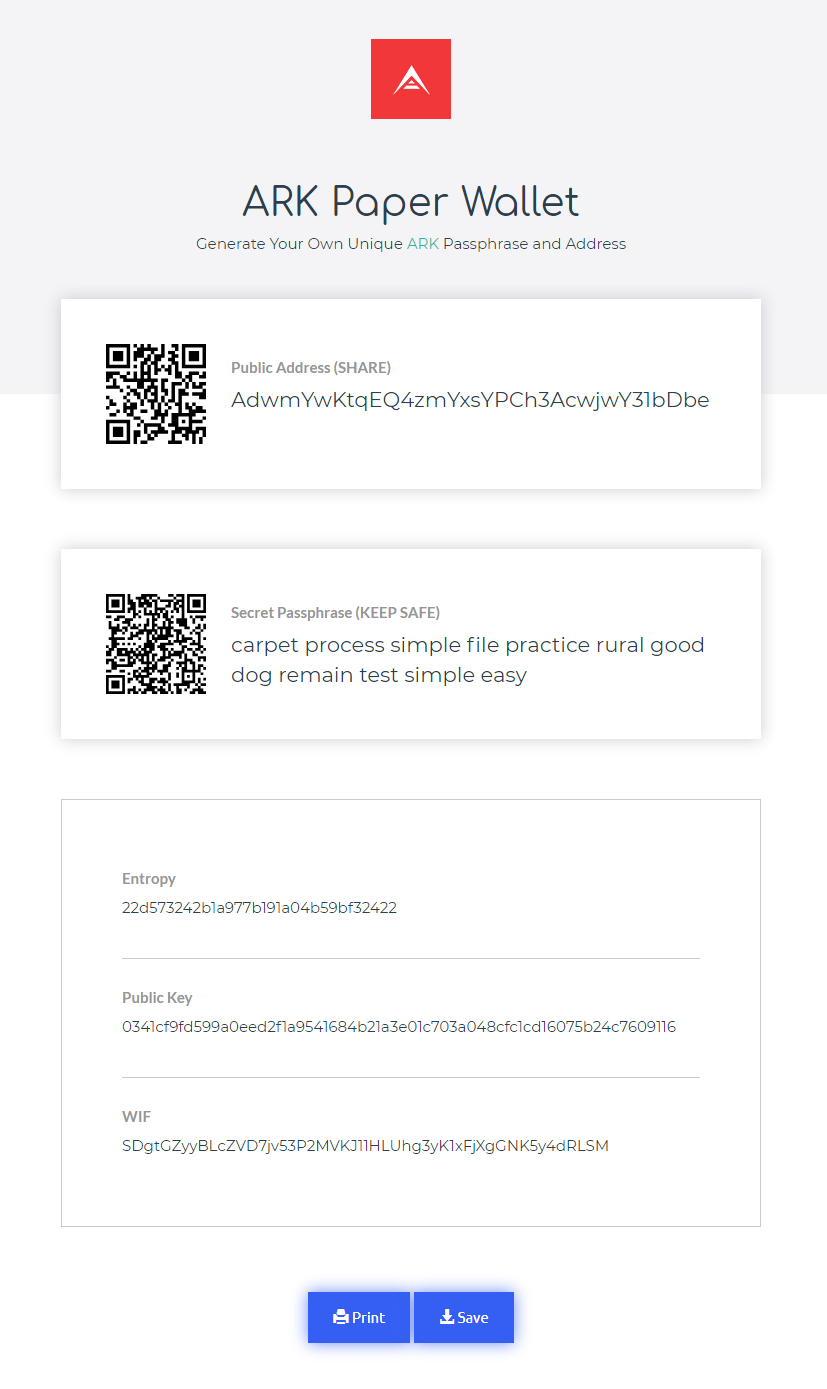 ARK Paper Wallet
Generate Your Own Unique ARK Passphrase and Address
Public Address (SHARE)
AdwmYwKtqEQ4zmYxsYPCh3AcwjwY31bDbe
Secret Passphrase (KEEP SAFE)
carpet process simple file practice rural good
dog remain test simple easy
Entropy
22d573242b1a977b191a04b59bf32422
Public Key
0341cf9fd599a0eed2f1a9541684b21a3e01c703a048cfc1cd16075b24c7609116
WIF
SDgtGZyyBLcZVD7jv53P2MVKJ11HLUhg3yK1xFjXgGNK5y4dRLSM
Print
Save